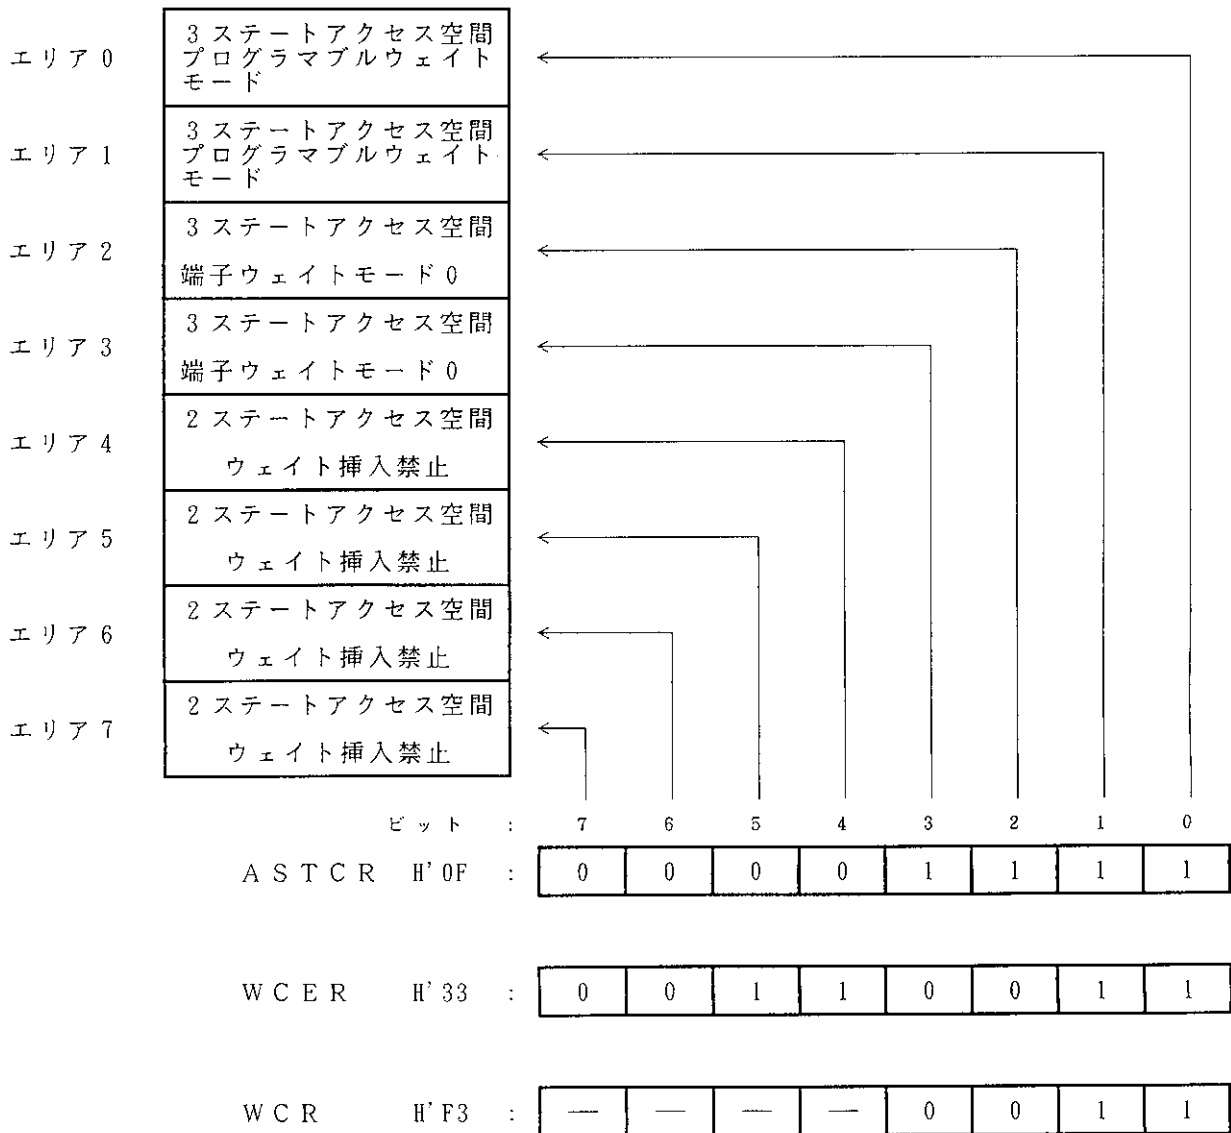 エリア0
3ステートアクセス空間
プログラマブルウェイト
モード
エリア1
3ステートアクセス空間
プログラマブルウェイト
モード
エリア2
3ステートアクセス空間
端子ウェイトモード0
エリア3
3ステートアクセス空間
端子ウェイトモード0
エリア4
2ステートアクセス空間
ウェイト挿入禁止
エリア5
2ステートアクセス空間
ウェイト挿入禁止
エリア6
2ステートアクセス空間
ウェイト挿入禁止
エリア7
2ステートアクセス空間
ウェイト挿入禁止
ビット : 7 6 5 4 3 2 1 0
ASTCR H'0F : 0 0 0 0 1 1 1 1
WCER H'33 : 0 0 1 1 0 0 1 1
WCR H'F3 : — — — — 0 0 1 1